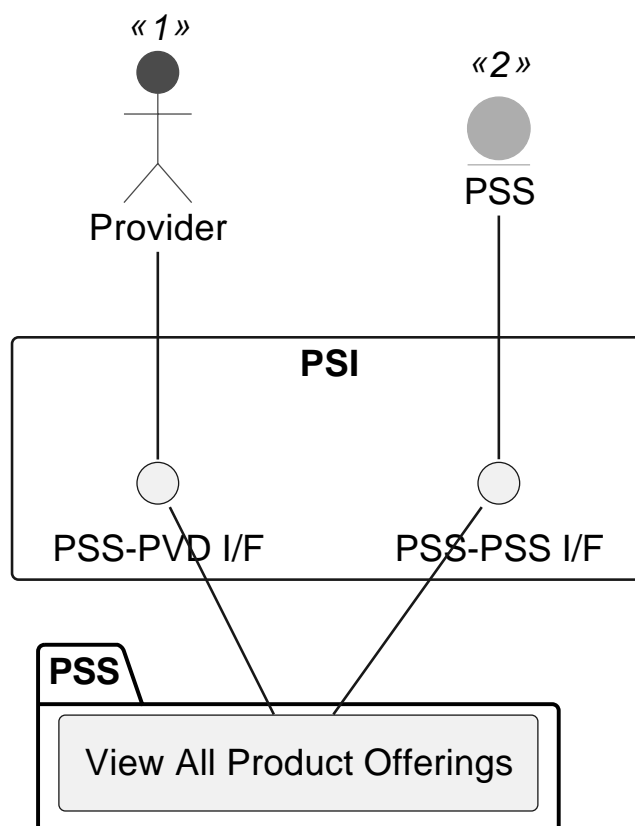 «1»
«2»
Provider
PSS
PSI
PSS-PVD I/F
PSS-PSS I/F
PSS
View All Product Offerings